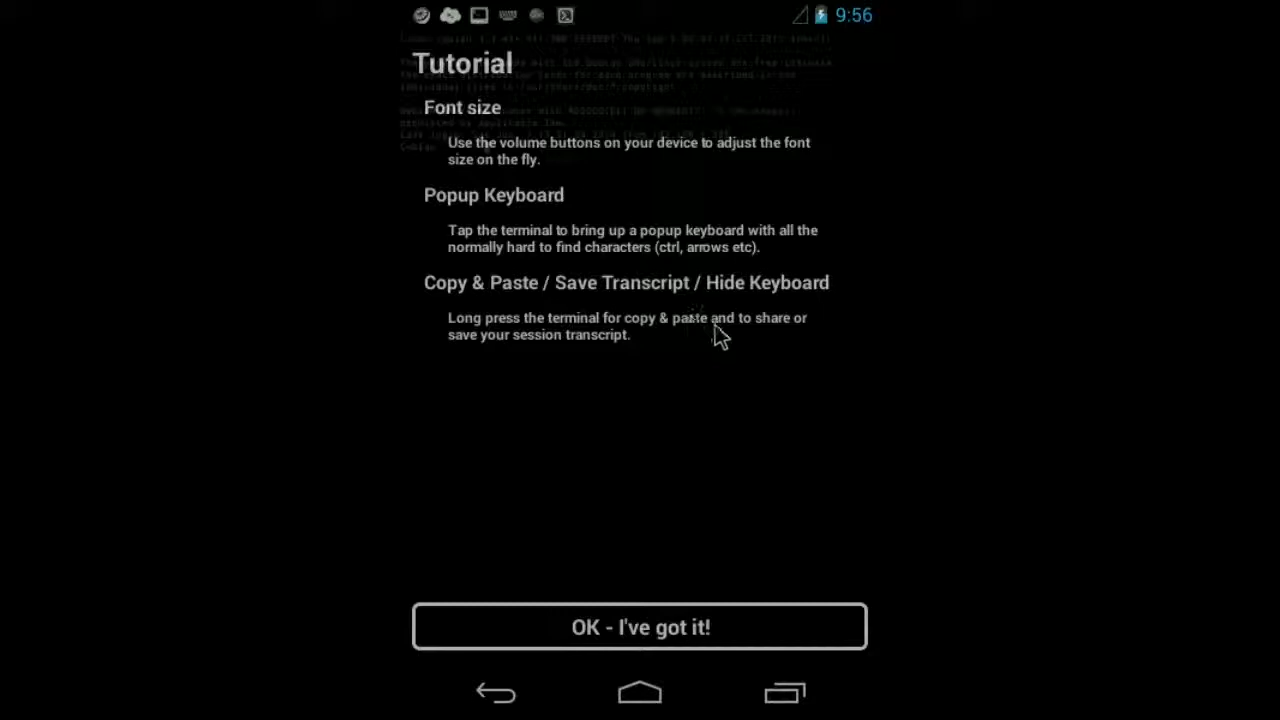 9:56
Tutorial
Font size
Use the volume buttons on your device to adjust the font
size on the fly.
Popup Keyboard
Tap the terminal to bring up a popup keyboard with all the
normally hard to find characters (ctrl, arrows etc).
Copy & Paste / Save Transcript / Hide Keyboard
Long press the terminal for copy & paste and to share or
save your session transcript.
OK - I've got it!